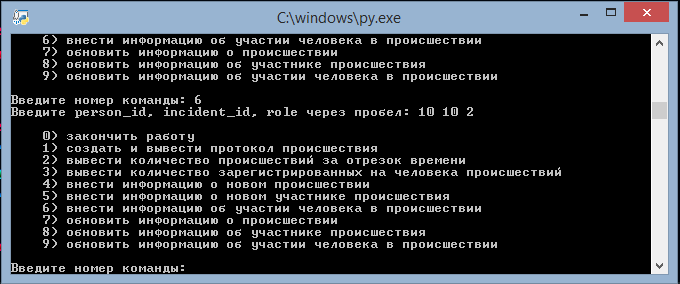 C:\windows\py.exe
6) внести информацию об участии человека в происшествии
7) обновить информацию о происшествии
8) обновить информацию об участнике происшествия
9) обновить информацию об участии человека в происшествии
Введите номер команды: 6
Введите person_id, incident_id, role через пробел: 10 10 2
0) закончить работу
1) создать и вывести протокол происшествия
2) вывести количество происшествий за отрезок времени
3) вывести количество зарегистрированных на человека происшествий
4) внести информацию о новом происшествии
5) внести информацию о новом участнике происшествия
6) внести информацию об участии человека в происшествии
7) обновить информацию о происшествии
8) обновить информацию об участнике происшествия
9) обновить информацию об участии человека в происшествии
Введите номер команды: